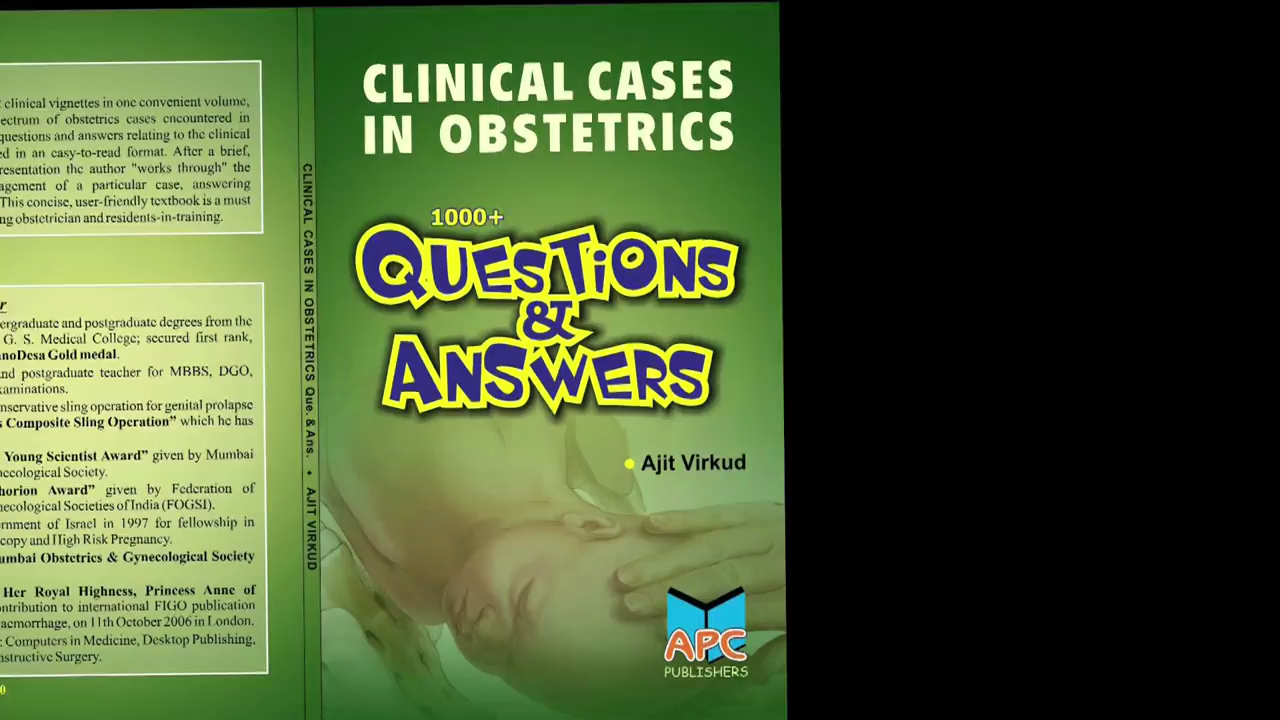 clinical vignettes in one convenient volume,
ectrum of obstetrics cases encountered in
questions and answers relating to the clinical
ed in an easy-to-read format. After a brief,
resentation the author "works through" the
agement of a particular case, answering
This concise, user-friendly textbook is a must
ng obstetrician and residents-in-training.
r
ergraduate and postgraduate degrees from the
G. S. Medical College; secured first rank,
anoDesa Gold medal.
nd postgraduate teacher for MBBS, DGO,
xaminations.
nservative sling operation for genital prolapse
s Composite Sling Operation” which he has
Young Scientist Award” given by Mumbai
necological Society.
horion Award” given by Federation of
necological Societies of India (FOGSI).
rnment of Israel in 1997 for fellowship in
copy and High Risk Pregnancy.
umbai Obstetrics & Gynecological Society
Her Royal Highness, Princess Anne of
ontribution to international FIGO publication
aemorrhage, on 11th October 2006 in London.
: Computers in Medicine, Desktop Publishing,
nstructive Surgery.
0
CLINICAL CASES IN OBSTETRICS Que. & Ans. • AJIT VIRKUD
CLINICAL CASES
IN OBSTETRICS
1000+
QUESTiONS
&
ANSWERS
• Ajit Virkud
APC
PUBLISHERS